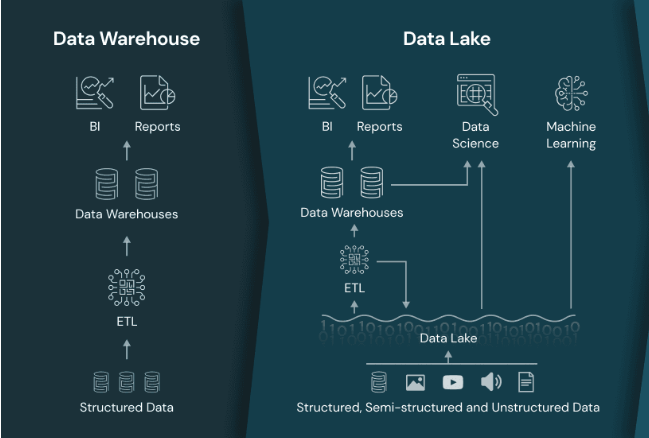 Data Warehouse
BI
Reports
Data Warehouses
ETL
Structured Data
Data Lake
BI
Reports
Data
Science
Machine
Learning
Data Warehouses
ETL
Data Lake
Structured, Semi-structured and Unstructured Data